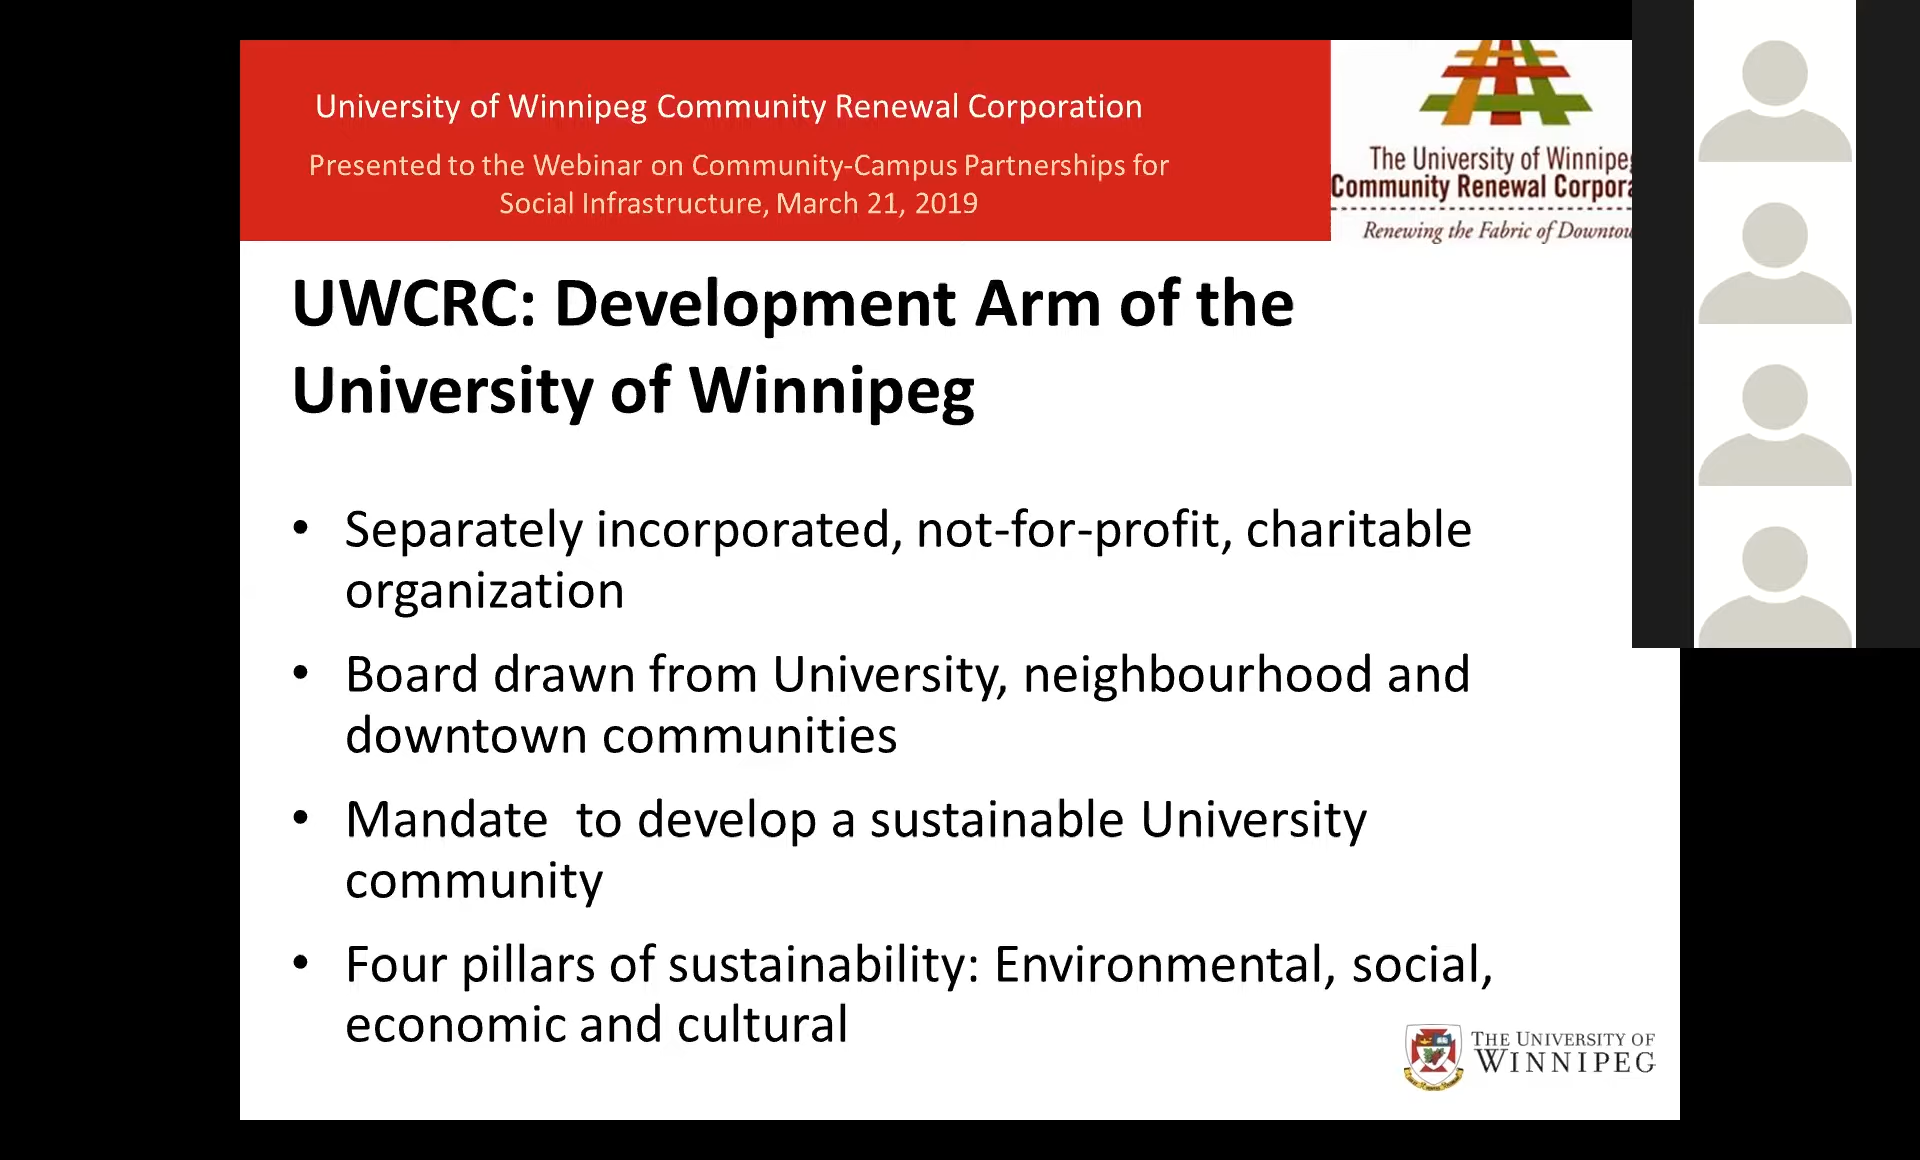 University of Winnipeg Community Renewal Corporation
Presented to the Webinar on Community-Campus Partnerships for
Social Infrastructure, March 21, 2019
The University of
Community Renewal
Renewing the Fabric of
UWCRC: Development Arm of the
University of Winnipeg
• Separately incorporated, not-for-profit, charitable
organization
• Board drawn from University, neighbourhood and
downtown communities
• Mandate  to develop a sustainable University
community
• Four pillars of sustainability: Environmental, social,
economic and cultural
THE UNIVERSITY OF
WINNIPEG